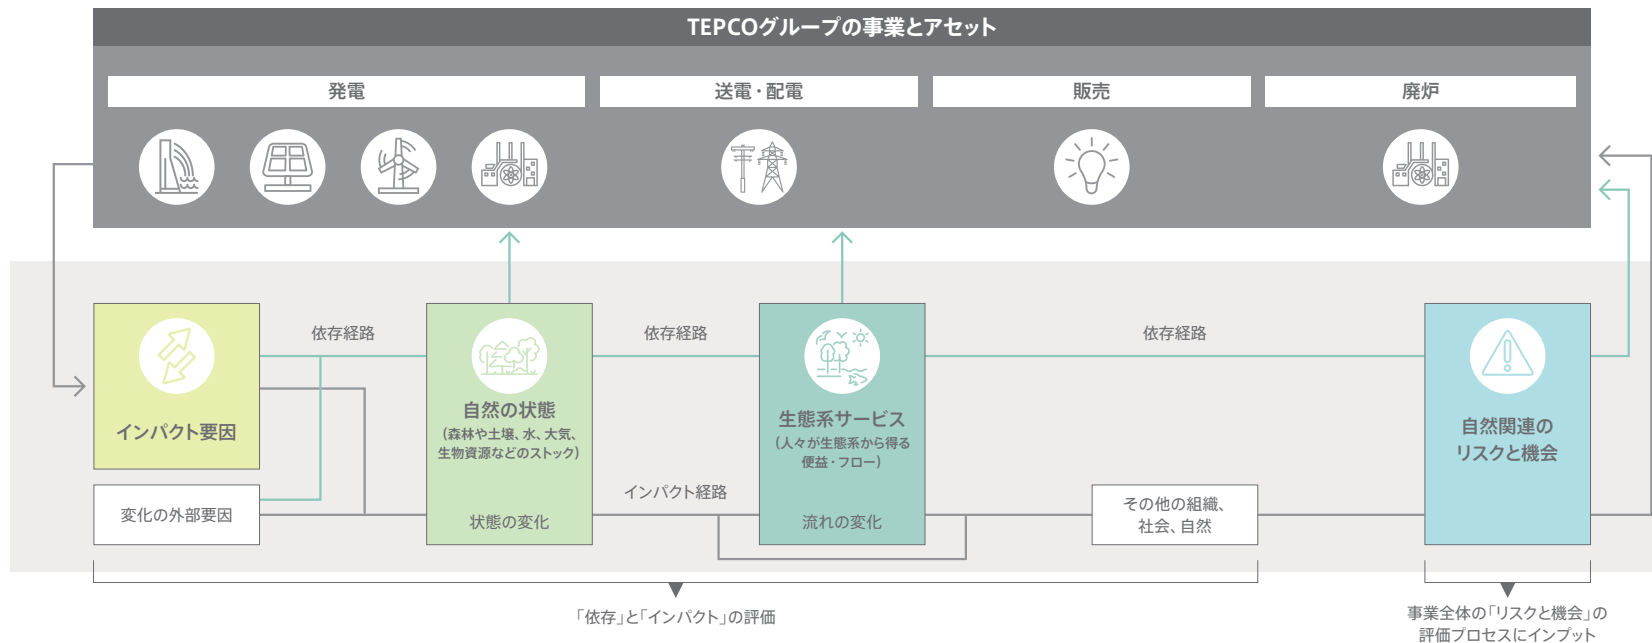 TEPCOグループの事業とアセット
発電
送電・配電
販売
廃炉
依存経路
依存経路
依存経路
インパクト要因
自然の状態
(森林や土壌、水、大気、
生物資源などのストック)
生態系サービス
(人々が生態系から得る
便益・フロー)
自然関連の
リスクと機会
インパクト経路
変化の外部要因
状態の変化
流れの変化
その他の組織、
社会、自然
「依存」と「インパクト」の評価
事業全体の「リスクと機会」の
評価プロセスにインプット